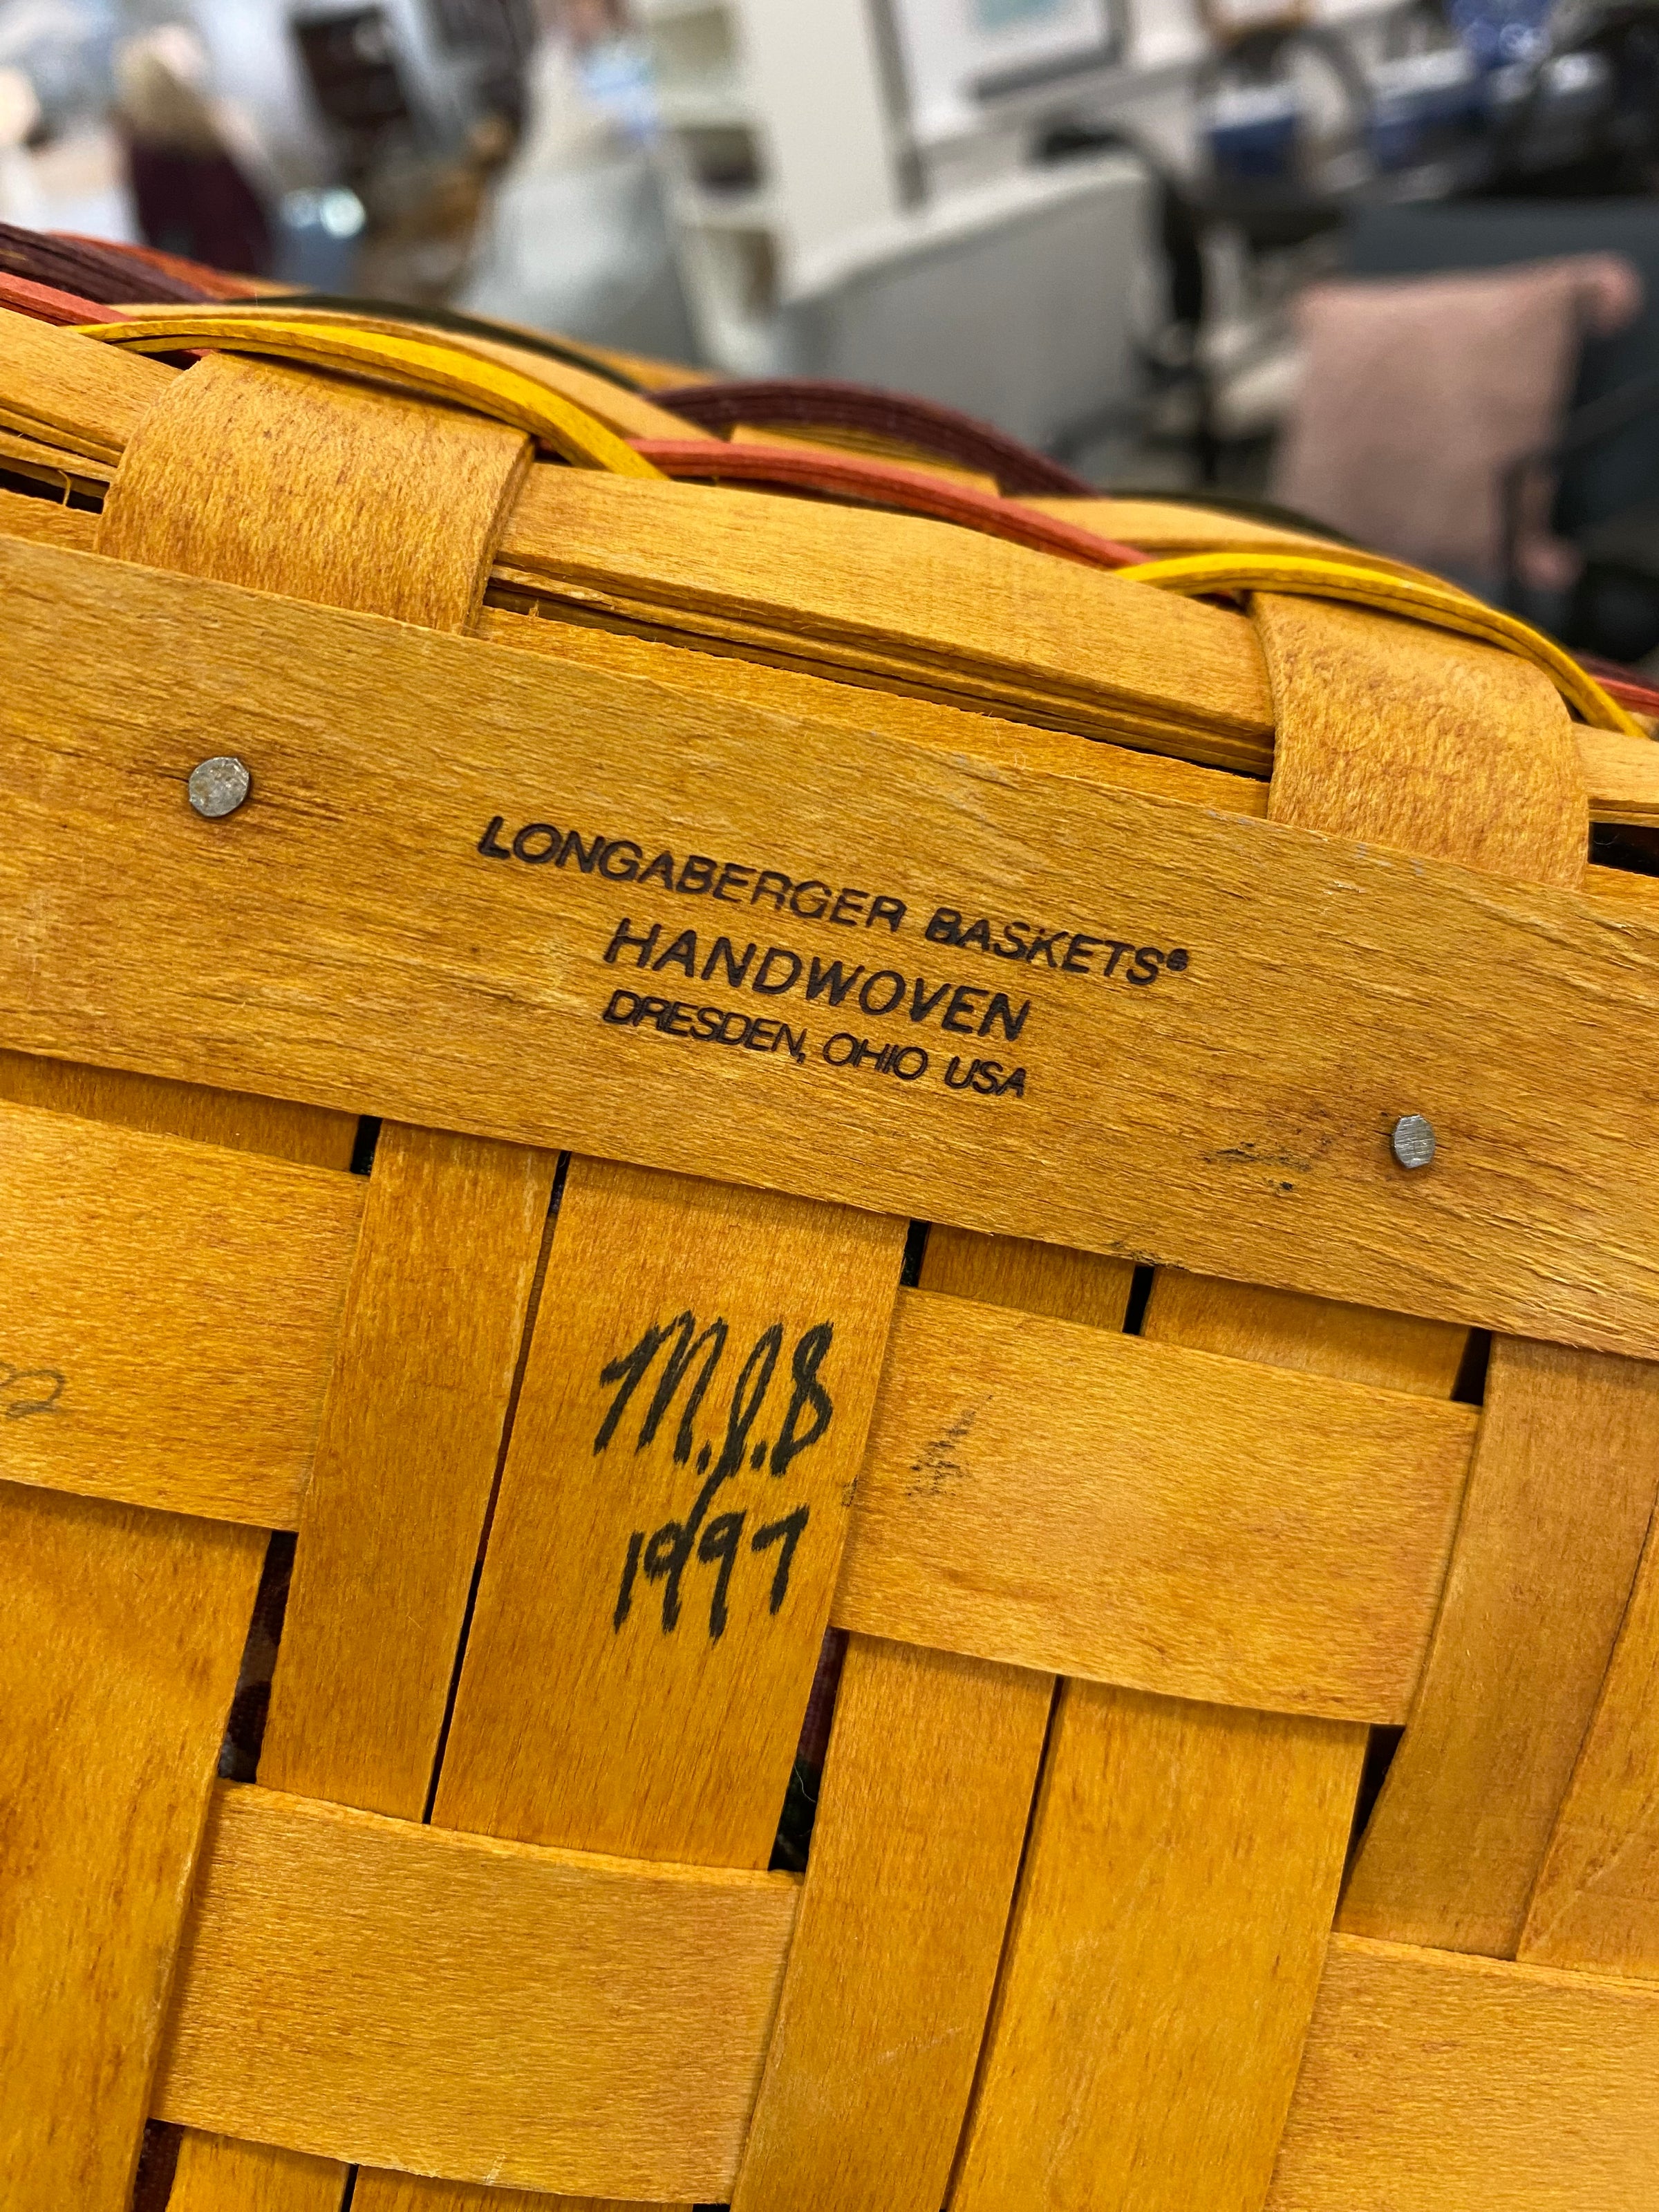 LONGABERGER BASKETS®
HANDWOVEN
DRESDEN, OHIO USA
M.J.S
1997